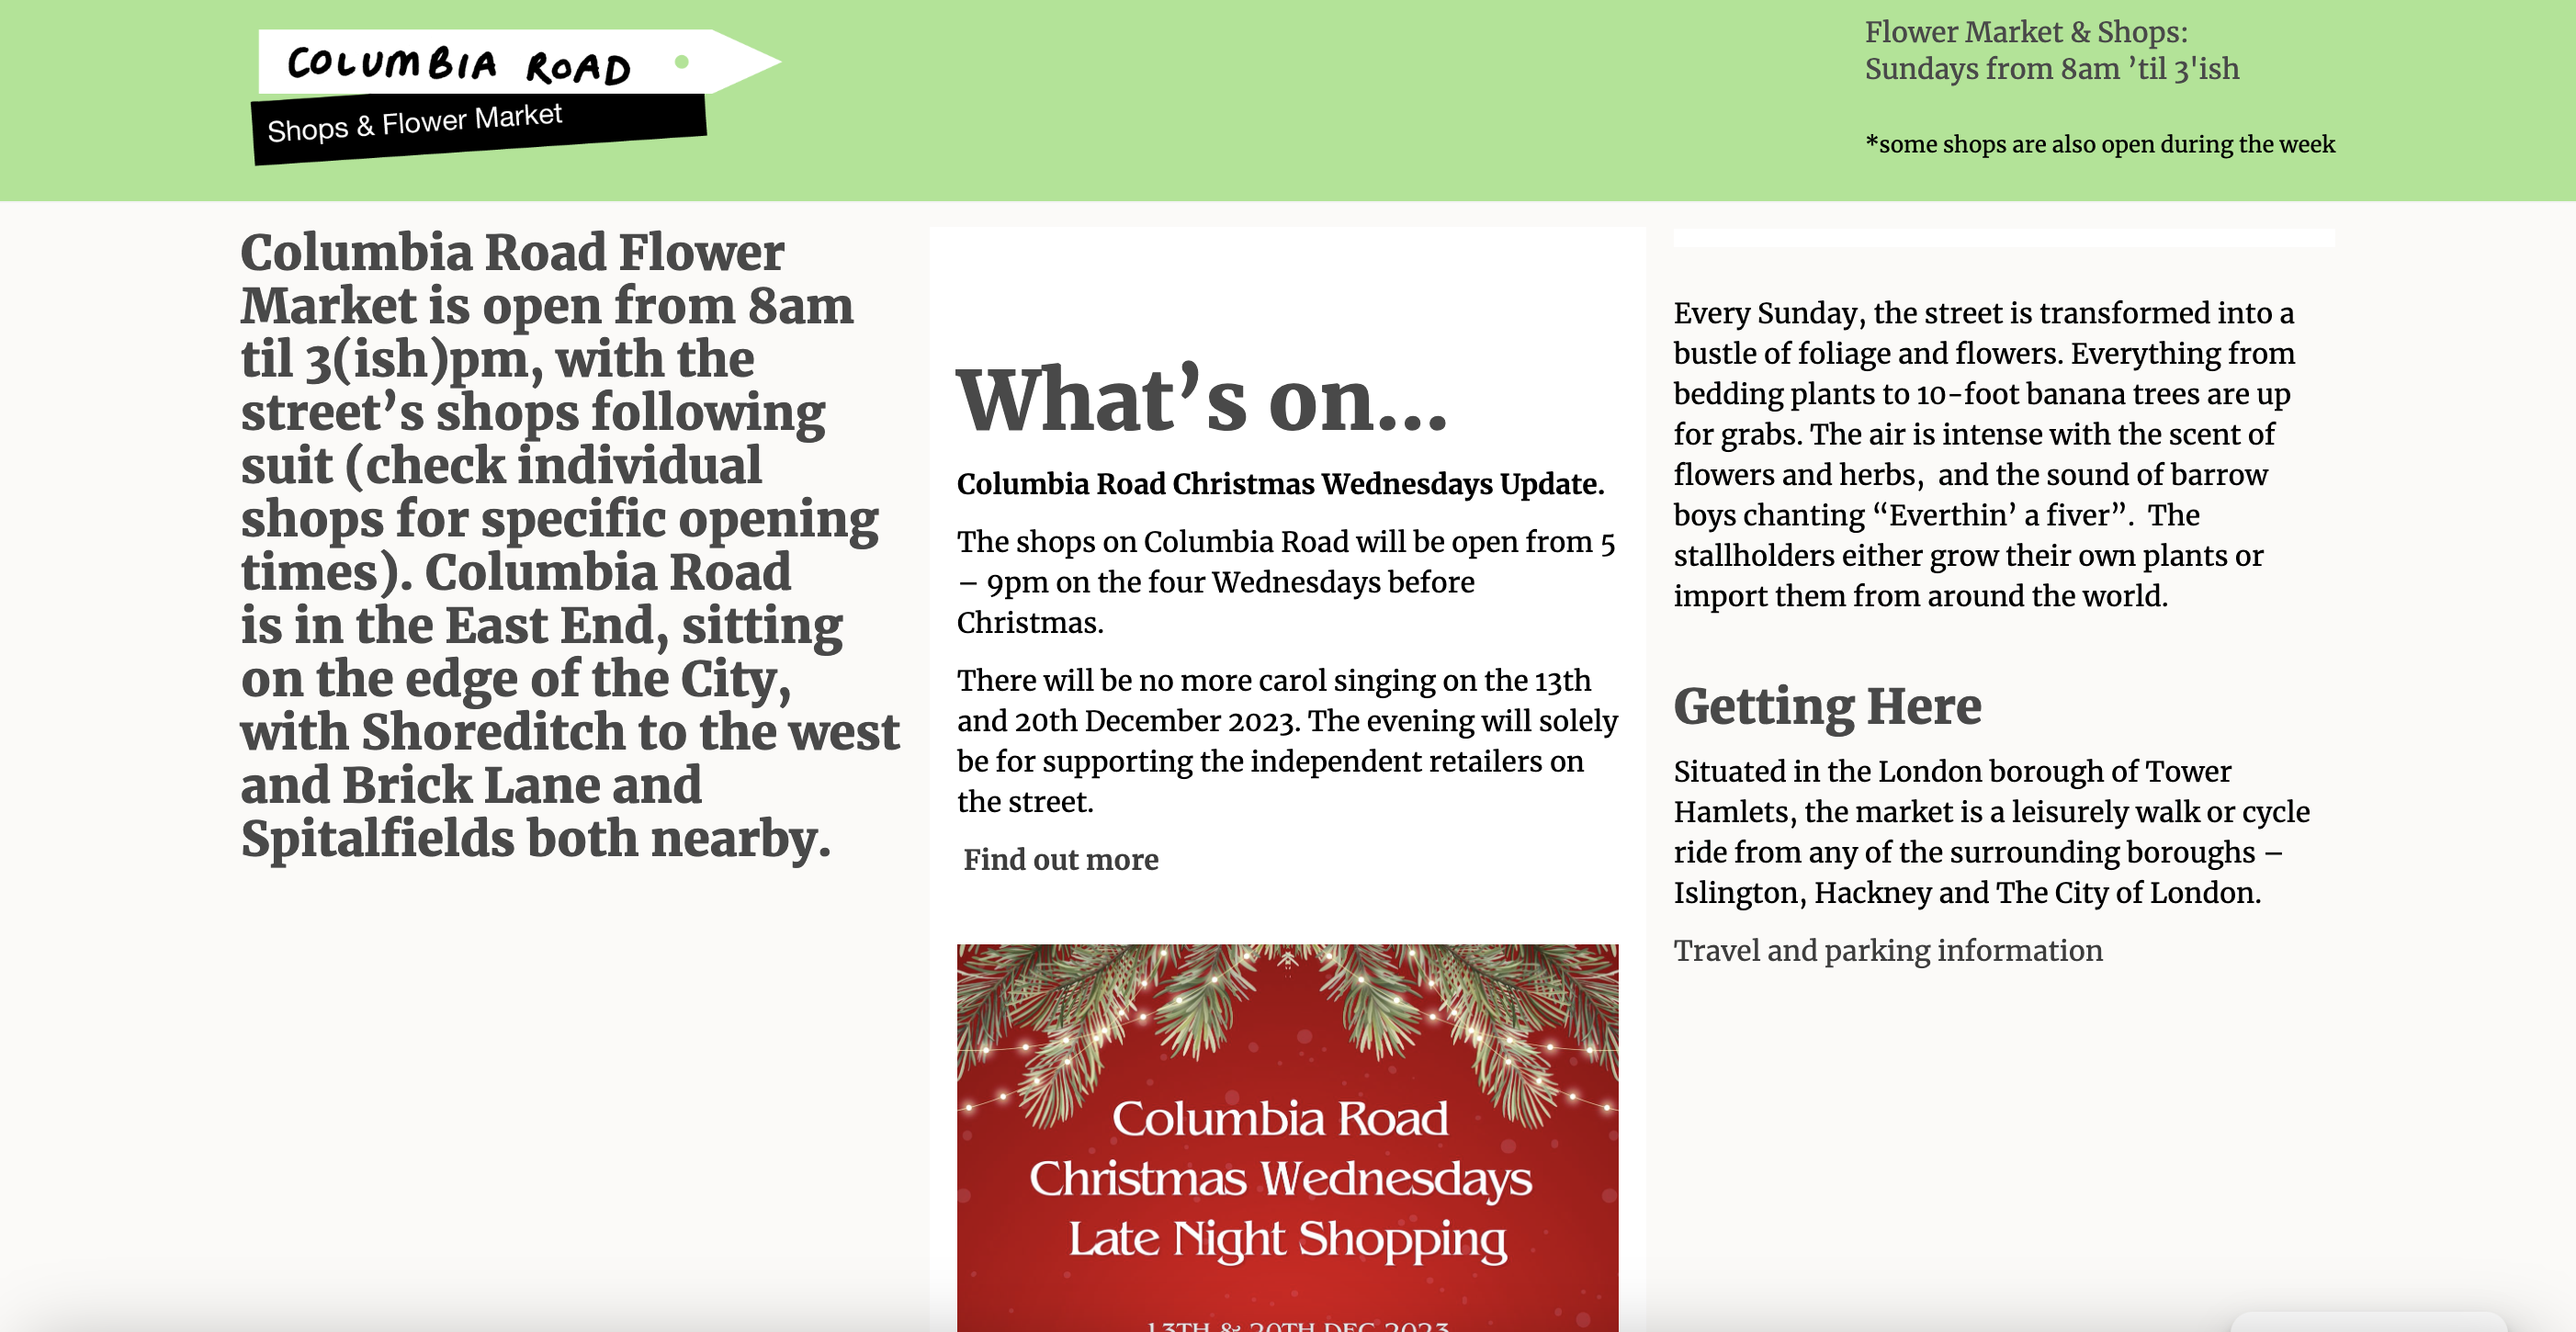 COLUMBIA ROAD
Shops & Flower Market
Flower Market & Shops:
Sundays from 8am ’til 3'ish
*some shops are also open during the week
Columbia Road Flower
Market is open from 8am
til 3(ish)pm, with the
street’s shops following
suit (check individual
shops for specific opening
times). Columbia Road
is in the East End, sitting
on the edge of the City,
with Shoreditch to the west
and Brick Lane and
Spitalfields both nearby.
What’s on…
Columbia Road Christmas Wednesdays Update.
The shops on Columbia Road will be open from 5
– 9pm on the four Wednesdays before
Christmas.
There will be no more carol singing on the 13th
and 20th December 2023. The evening will solely
be for supporting the independent retailers on
the street.
Find out more
Columbia Road
Christmas Wednesdays
Late Night Shopping
13TH & 20TH DEC 2023
Every Sunday, the street is transformed into a
bustle of foliage and flowers. Everything from
bedding plants to 10-foot banana trees are up
for grabs. The air is intense with the scent of
flowers and herbs,  and the sound of barrow
boys chanting “Everthin’ a fiver”.  The
stallholders either grow their own plants or
import them from around the world.
Getting Here
Situated in the London borough of Tower
Hamlets, the market is a leisurely walk or cycle
ride from any of the surrounding boroughs –
Islington, Hackney and The City of London.
Travel and parking information